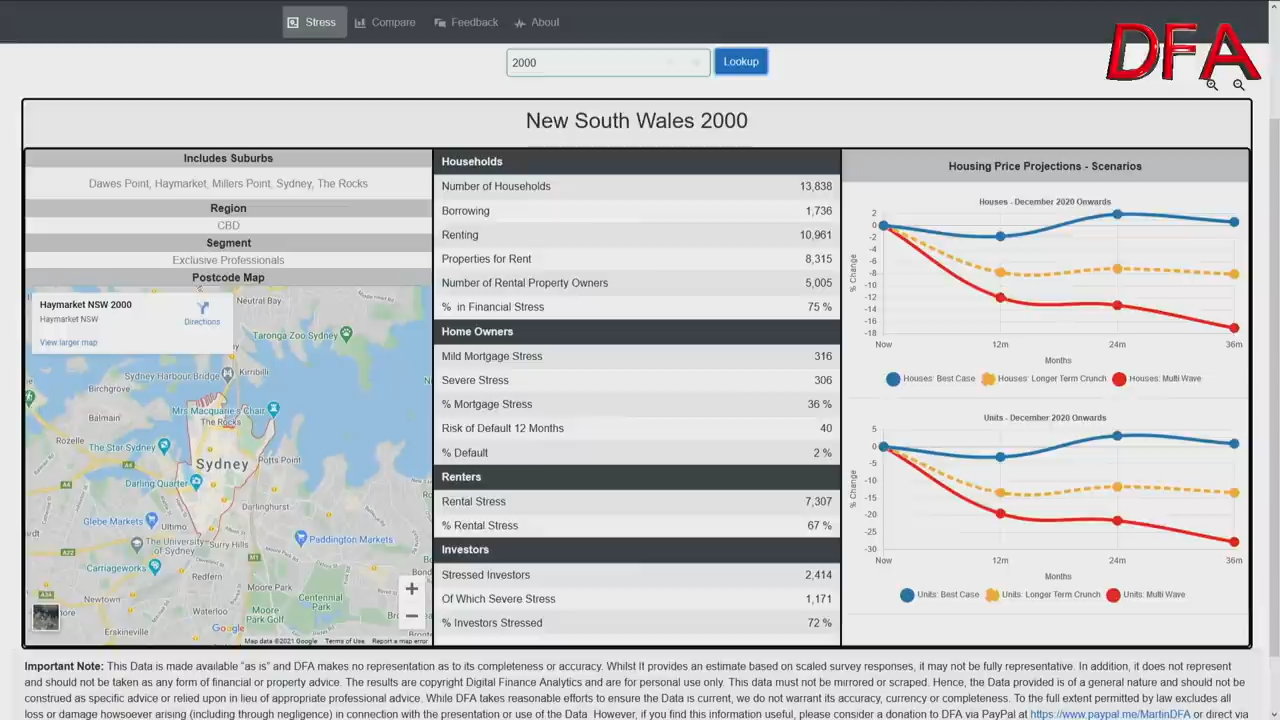 Stress
Compare
Feedback
About
DFA
2000
Lookup
New South Wales 2000
Includes Suburbs
Dawes Point, Haymarket, Millers Point, Sydney, The Rocks
Region
CBD
Segment
Exclusive Professionals
Postcode Map
Haymarket NSW 2000
Haymarket NSW
Directions
View larger map
Neutral Bay
Taronga Zoo Sydney
Sydney Harbour Bridge
Kirribilli
Birchgrove
Mrs Macquarie's Chair
The Rocks
Balmain
Rozelle
The Star Sydney
Sydney
Potts Point
A4
A8
Darling Quarter
A4
Darlinghurst
Glebe Markets
Ultimo
The University of Sydney
Surry Hills
Paddington Markets
A22
M1
Carriageworks
Redfern
Moore Park
Centennial Park
Newtown
Waterloo
Moore Park Golf
Erskineville
Google
Map data ©2021 Google
Terms of Use
Report a map error
Households
Number of Households 13,838
Borrowing 1,736
Renting 10,961
Properties for Rent 8,315
Number of Rental Property Owners 5,005
% in Financial Stress 75 %
Home Owners
Mild Mortgage Stress 316
Severe Stress 306
% Mortgage Stress 36 %
Risk of Default 12 Months 40
% Default 2 %
Renters
Rental Stress 7,307
% Rental Stress 67 %
Investors
Stressed Investors 2,414
Of Which Severe Stress 1,171
% Investors Stressed 72 %
Housing Price Projections - Scenarios
Houses - December 2020 Onwards
% Change
2
0
-2
-4
-6
-8
-10
-12
-14
-16
-18
Now 12m 24m 36m
Months
Houses: Best Case Houses: Longer Term Crunch Houses: Multi Wave
Units - December 2020 Onwards
% Change
5
0
-5
-10
-15
-20
-25
-30
Now 12m 24m 36m
Months
Units: Best Case Units: Longer Term Crunch Units: Multi Wave
Important Note: This Data is made available "as is" and DFA makes no representation as to its completeness or accuracy. Whilst It provides an estimate based on scaled survey responses, it may not be fully representative. In addition, it does not represent
and should not be taken as any form of financial or property advice. The results are copyright Digital Finance Analytics and are for personal use only. This data must not be mirrored or scraped. Hence, the Data provided is of a general nature and should not be
construed as specific advice or relied upon in lieu of appropriate professional advice. While DFA takes reasonable efforts to ensure the Data is current, we do not warrant its accuracy, currency or completeness. To the full extent permitted by law excludes all
loss or damage howsoever arising (including through negligence) in connection with the presentation or use of the Data. However, if you find this information useful, please consider a donation to DFA via PayPal at https://www.paypal.me/MartinDFA or direct via